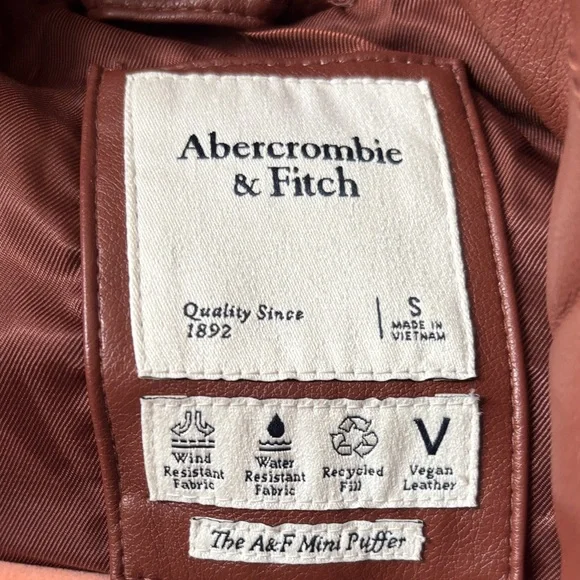 Abercrombie
& Fitch
Quality Since
1892
S
MADE IN
VIETNAM
Wind
Resistant
Fabric
Water
Resistant
Fabric
Recycled
Fill
V
Vegan
Leather
The A&F Mini Puffer